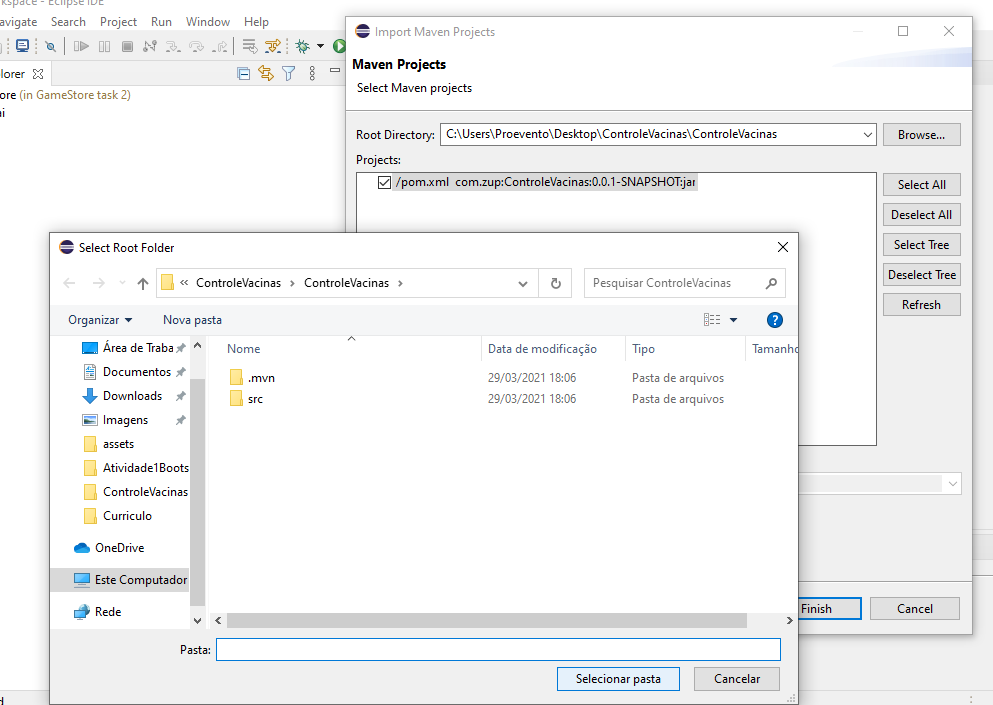 kspace - Eclipse IDE
avigate Search Project Run Window Help
Import Maven Projects
Maven Projects
Select Maven projects
lorer
ore (in GameStore task 2)
ni
Root Directory: C:\Users\Proevento\Desktop\ControleVacinas\ControleVacinas Browse...
Projects:
/pom.xml com.zup:ControleVacinas:0.0.1-SNAPSHOT:jar
Select All
Deselect All
Select Tree
Deselect Tree
Refresh
Select Root Folder
« ControleVacinas › ControleVacinas ›
Pesquisar ControleVacinas
Organizar Nova pasta
?
Nome Data de modificação Tipo Tamanho
.mvn 29/03/2021 18:06 Pasta de arquivos
src 29/03/2021 18:06 Pasta de arquivos
Área de Traba
Documentos
Downloads
Imagens
assets
Atividade1Boots
ControleVacinas
Curriculo
OneDrive
Este Computador
Rede
Pasta:
Selecionar pasta Cancelar
Finish Cancel
d